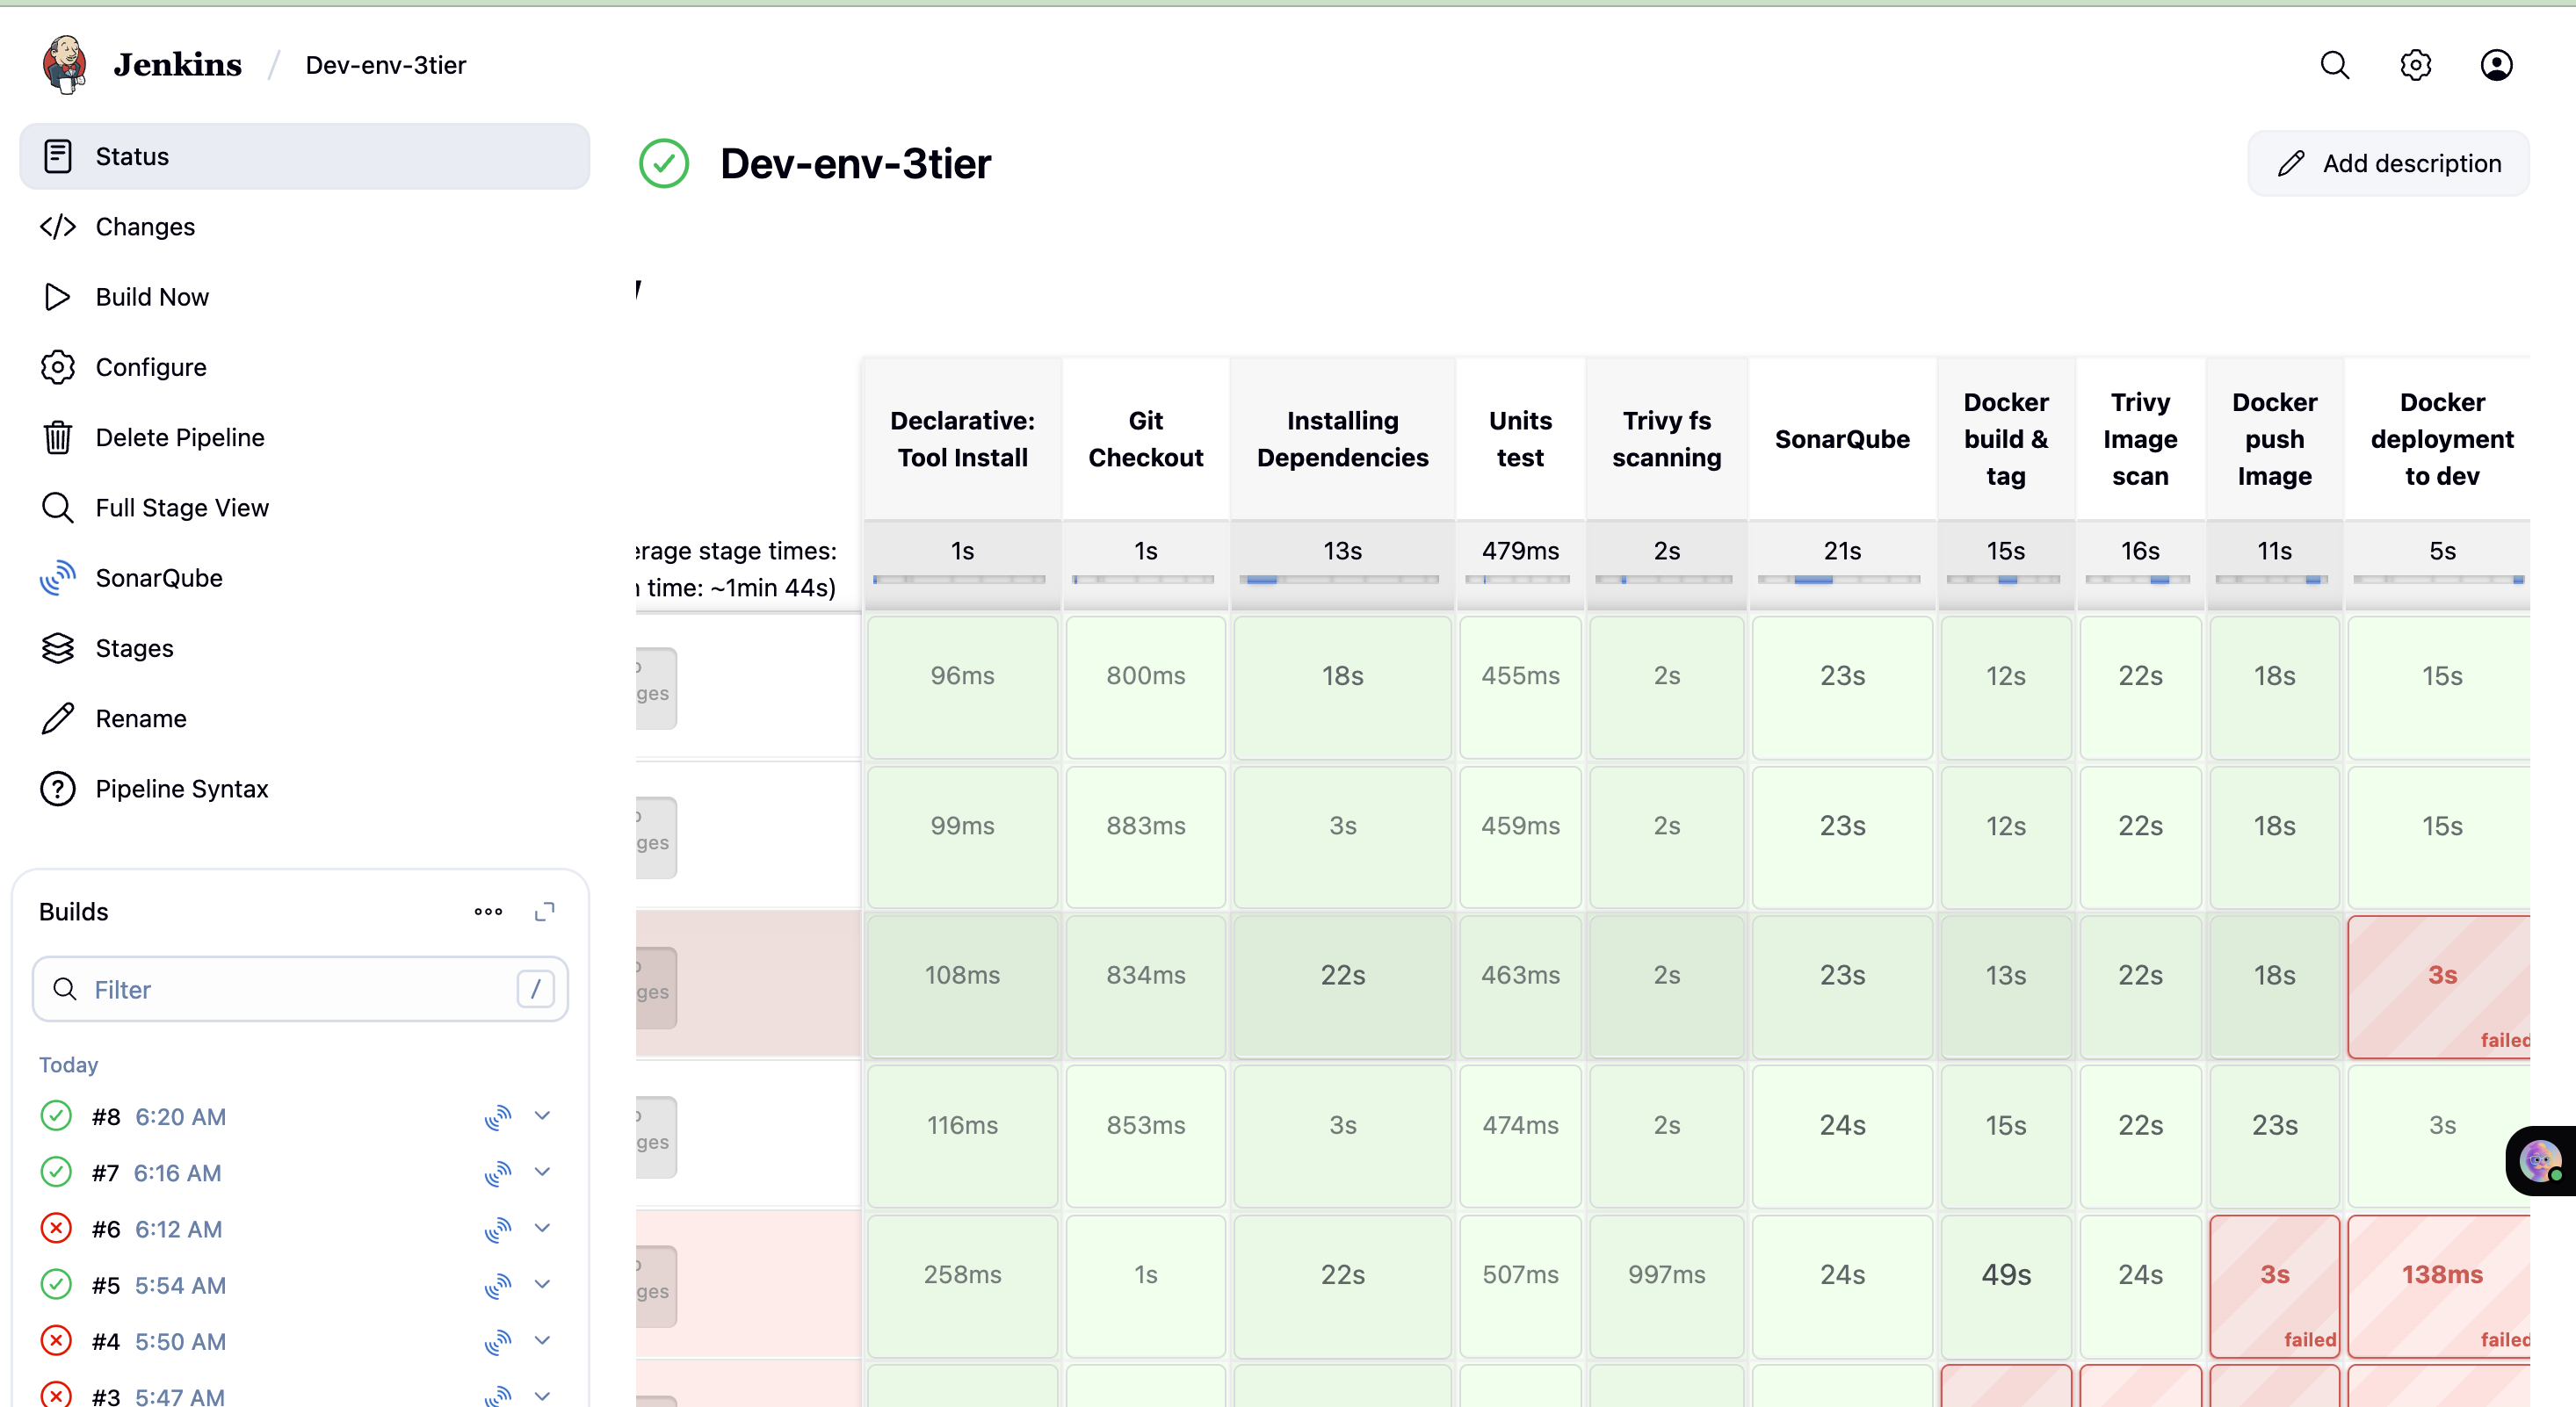 Jenkins / Dev-env-3tier
Status
Changes
Build Now
Configure
Delete Pipeline
Full Stage View
SonarQube
Stages
Rename
Pipeline Syntax
Builds
Filter /
Today
#8 6:20 AM
#7 6:16 AM
#6 6:12 AM
#5 5:54 AM
#4 5:50 AM
#3 5:47 AM
Dev-env-3tier
Add description
Declarative: Tool Install
Git Checkout
Installing Dependencies
Units test
Trivy fs scanning
SonarQube
Docker build & tag
Trivy Image scan
Docker push Image
Docker deployment to dev
erage stage times:
time: ~1min 44s)
1s 1s 13s 479ms 2s 21s 15s 16s 11s 5s
ges
96ms 800ms 18s 455ms 2s 23s 12s 22s 18s 15s
ges
99ms 883ms 3s 459ms 2s 23s 12s 22s 18s 15s
ges
108ms 834ms 22s 463ms 2s 23s 13s 22s 18s 3s
failed
ges
116ms 853ms 3s 474ms 2s 24s 15s 22s 23s 3s
ges
258ms 1s 22s 507ms 997ms 24s 49s 24s 3s 138ms
failed failed